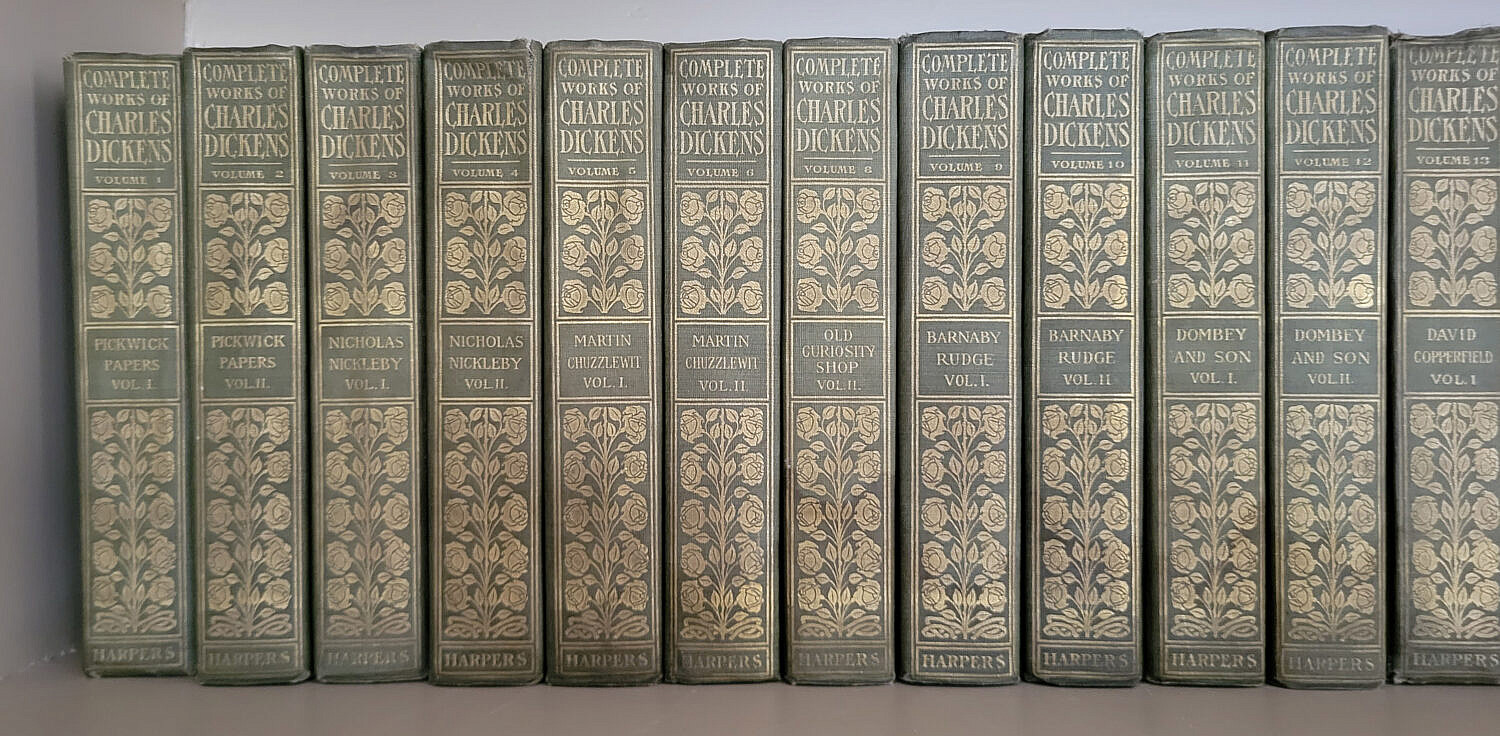 COMPLETE
WORKS OF
CHARLES
DICKENS
VOLUME 1
PICKWICK
PAPERS
VOL. I.
HARPERS
COMPLETE
WORKS OF
CHARLES
DICKENS
VOLUME 2
PICKWICK
PAPERS
VOL. II.
HARPERS
COMPLETE
WORKS OF
CHARLES
DICKENS
VOLUME 3
NICHOLAS
NICKLEBY
VOL. I.
HARPERS
COMPLETE
WORKS OF
CHARLES
DICKENS
VOLUME 4
NICHOLAS
NICKLEBY
VOL II.
HARPERS
COMPLETE
WORKS OF
CHARLES
DICKENS
VOLUME 5
MARTIN
CHUZZLEWIT
VOL. I.
HARPERS
COMPLETE
WORKS OF
CHARLES
DICKENS
VOLUME 6
MARTIN
CHUZZLEWIT
VOL. II
HARPERS
COMPLETE
WORKS OF
CHARLES
DICKENS
VOLUME 8
OLD
CURIOSITY
SHOP
VOL. II.
HARPERS
COMPLETE
WORKS OF
CHARLES
DICKENS
VOLUME 9
BARNABY
RUDGE
VOL. I.
HARPERS
COMPLETE
WORKS OF
CHARLES
DICKENS
VOLUME 10
BARNABY
RUDGE
VOL. II
HARPERS
COMPLETE
WORKS OF
CHARLES
DICKENS
VOLUME 11
DOMBEY
AND SON
VOL. I.
HARPERS
COMPLETE
WORKS OF
CHARLES
DICKENS
VOLUME 12
DOMBEY
AND SON
VOL II.
HARPERS
COMPLETE
WORKS OF
CHARLES
DICKENS
VOLUME 13
DAVID
COPPERFIELD
VOL. I
HARPERS